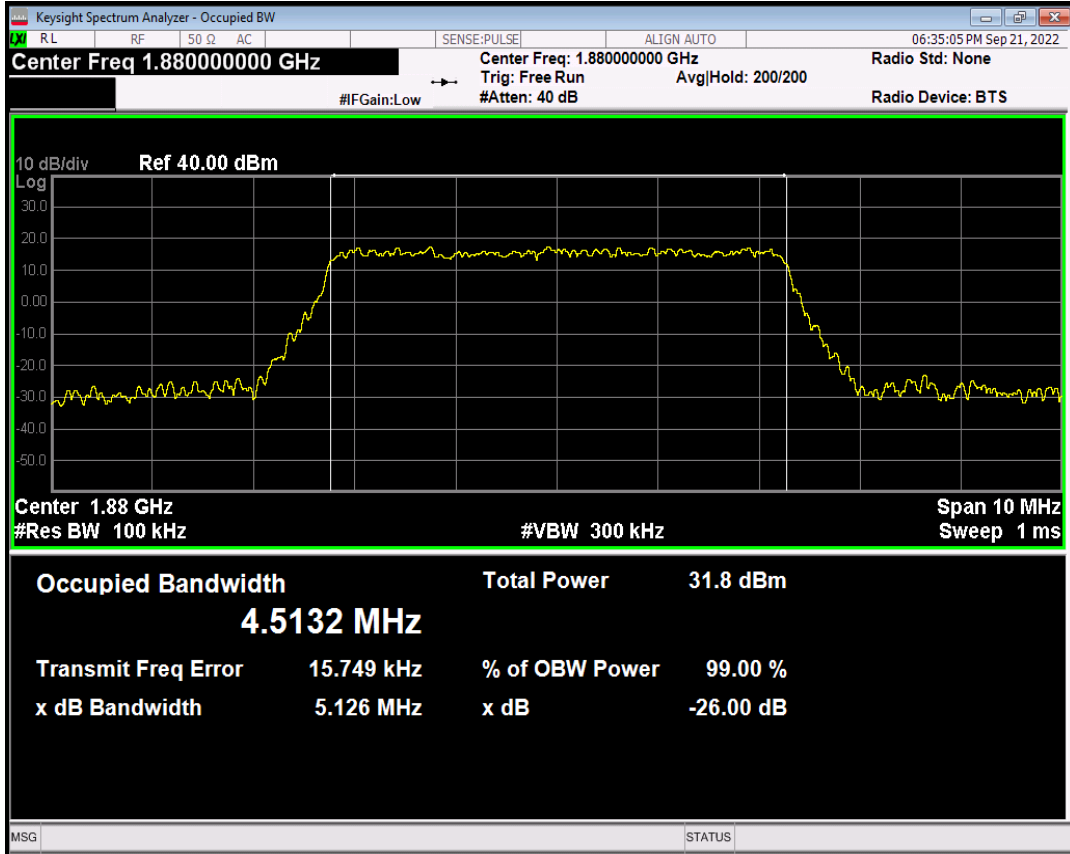 LXI Keysight Spectrum Analyzer - Occupied BW
LXI RL RF 50 Ω AC SENSE:PULSE ALIGN AUTO 06:35:05 PM Sep 21, 2022
Center Freq 1.880000000 GHz Center Freq: 1.880000000 GHz Radio Std: None
Trig: Free Run Avg|Hold: 200/200
#IFGain:Low #Atten: 40 dB Radio Device: BTS
10 dB/div Ref 40.00 dBm
Log
30.0
20.0
10.0
0.00
-10.0
-20.0
-30.0
-40.0
-50.0
Center 1.88 GHz Span 10 MHz
#Res BW 100 kHz #VBW 300 kHz Sweep 1 ms
Occupied Bandwidth Total Power 31.8 dBm
4.5132 MHz
Transmit Freq Error 15.749 kHz % of OBW Power 99.00 %
x dB Bandwidth 5.126 MHz x dB -26.00 dB
MSG STATUS